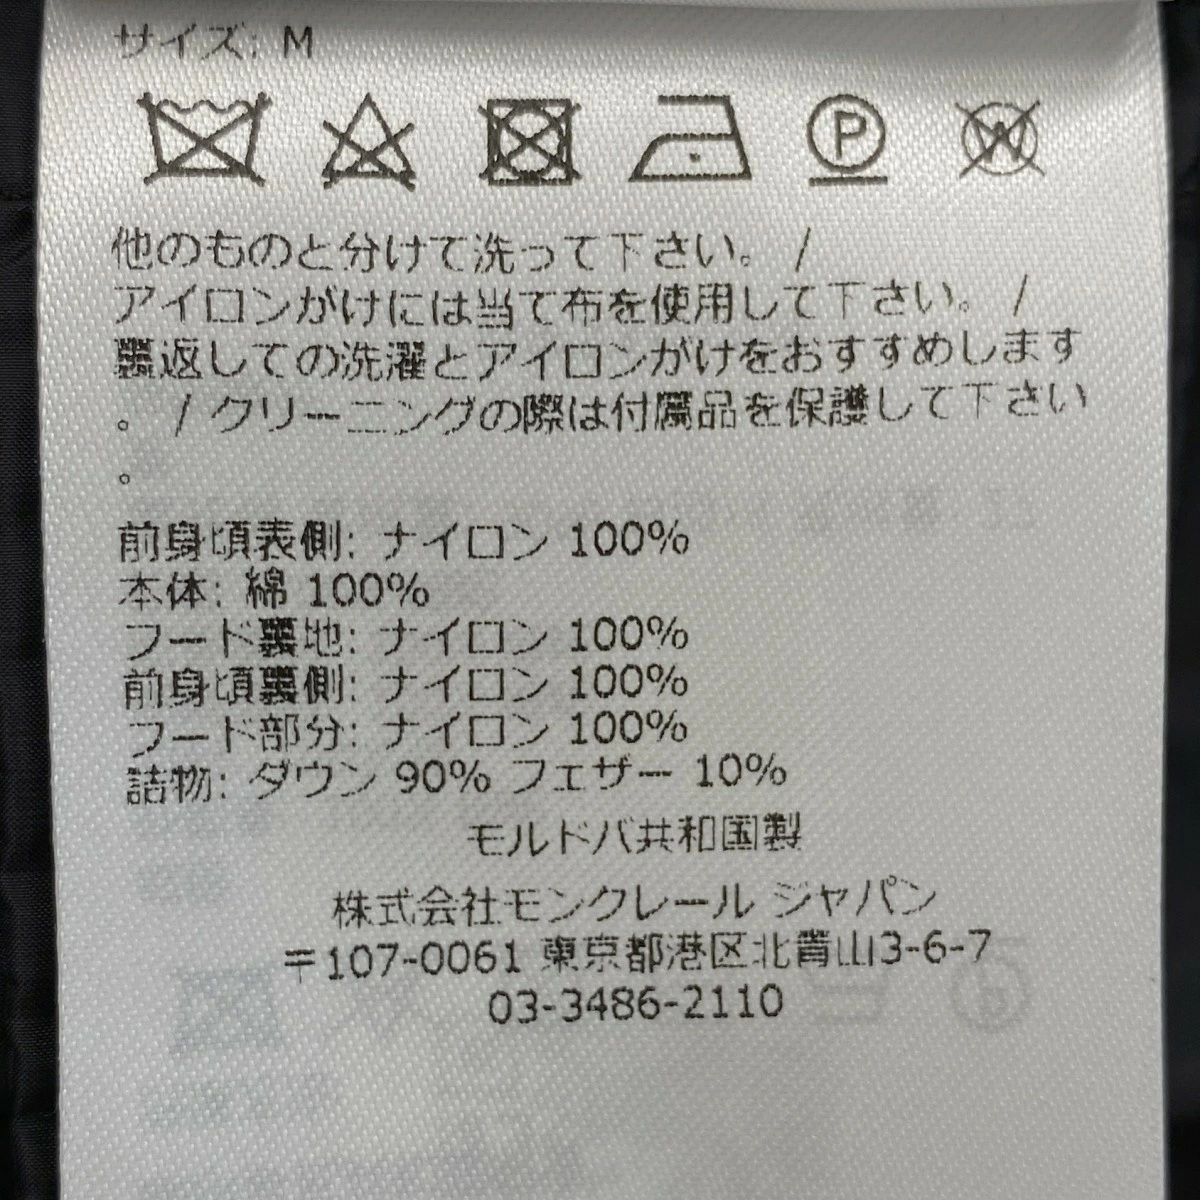 サイズ: M
P
W
他のものと分けて洗って下さい。 /
アイロンがけには当て布を使用して下さい。 /
裏返しての洗濯とアイロンがけをおすすめします
。 / クリーニングの際は付属品を保護して下さい
。
前身頃表側: ナイロン 100%
本体: 綿 100%
フード裏地: ナイロン 100%
前身頃裏側: ナイロン 100%
フード部分: ナイロン 100%
詰物: ダウン 90% フェザー 10%
モルドバ共和国製
株式会社モンクレール ジャパン
〒107-0061 東京都港区北青山3-6-7
03-3486-2110